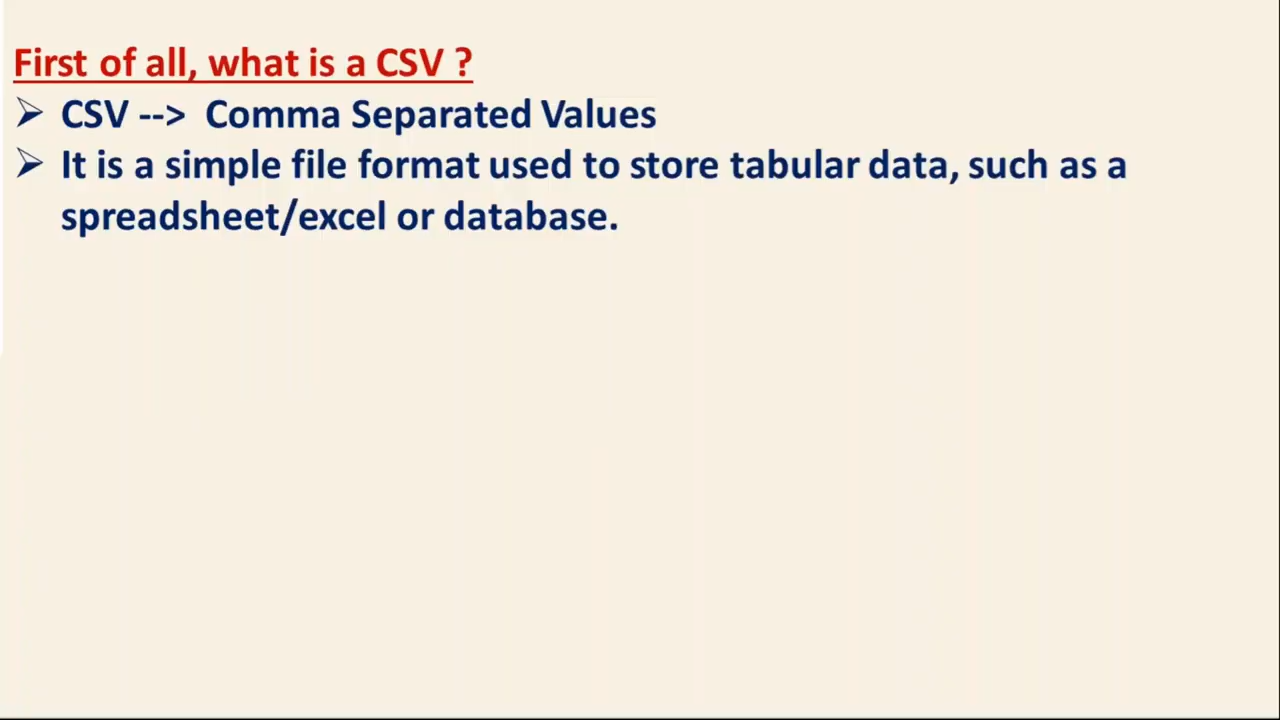 First of all, what is a CSV ?
➢ CSV --> Comma Separated Values
➢ It is a simple file format used to store tabular data, such as a
spreadsheet/excel or database.